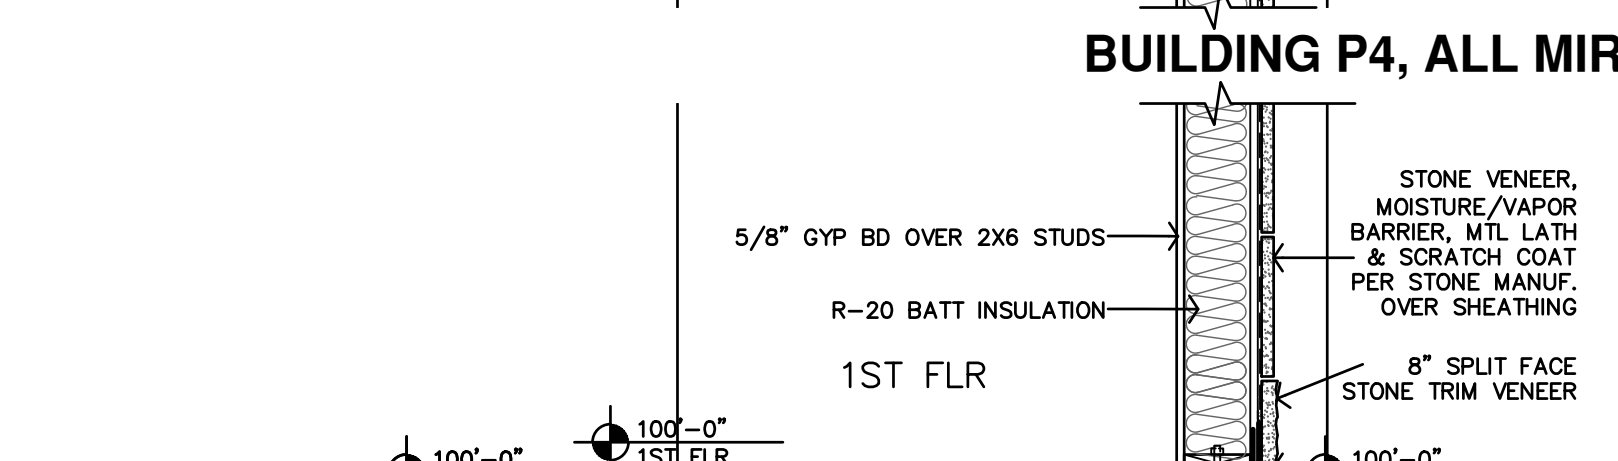 BUILDING P4, ALL MIR
STONE VENEER,
MOISTURE/VAPOR
BARRIER, MTL LATH
& SCRATCH COAT
PER STONE MANUF.
OVER SHEATHING
5/8" GYP BD OVER 2X6 STUDS
R-20 BATT INSULATION
1ST FLR
8" SPLIT FACE
STONE TRIM VENEER
100'-0"
1ST FLR
100'-0"
100'-0"